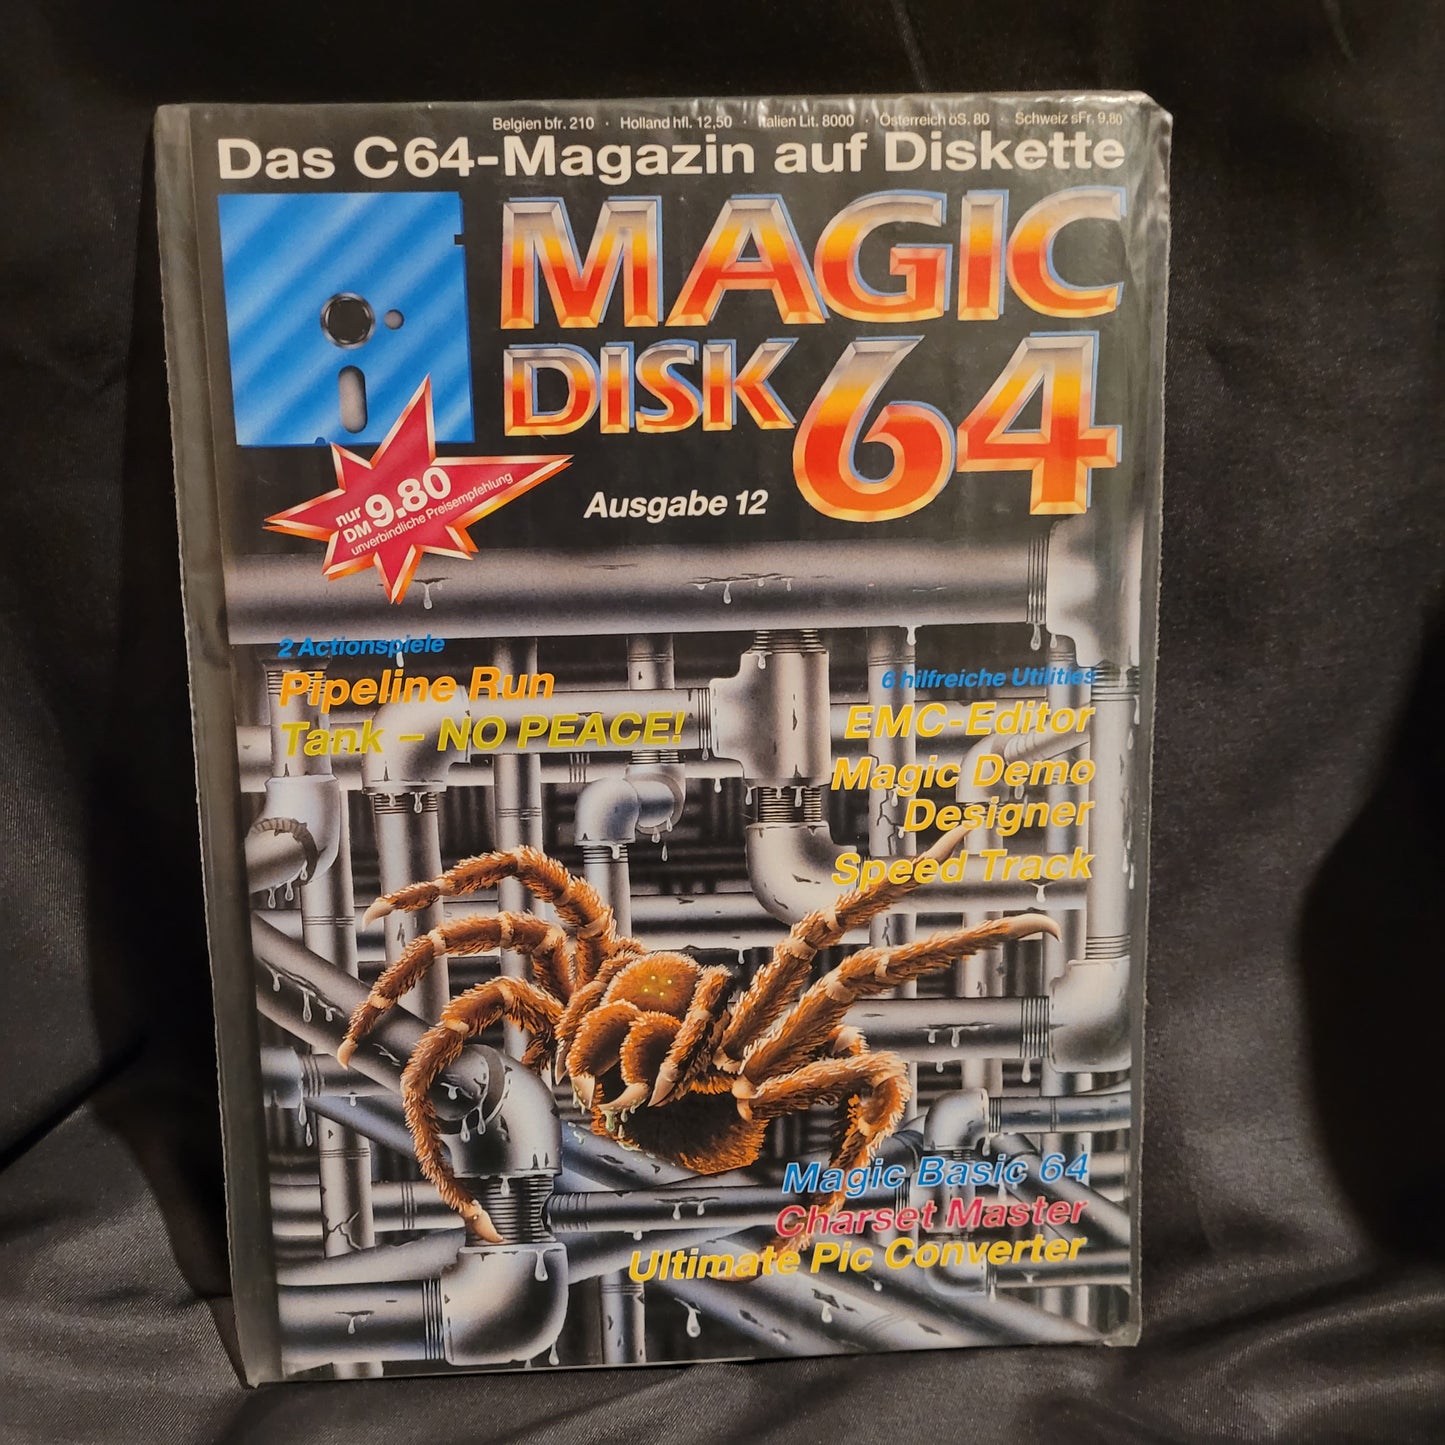 Belgien bfr. 210 · Holland hfl. 12,50 · Italien Lit. 8000 · Österreich öS. 80 · Schweiz sFr. 9,80
Das C64-Magazin auf Diskette
MAGIC
DISK 64
Ausgabe 12
nur
DM 9.80
unverbindliche Preisempfehlung
2 Actionspiele
Pipeline Run
Tank – NO PEACE!
6 hilfreiche Utilities
EMC-Editor
Magic Demo
Designer
Speed Track
Magic Basic 64
Charset Master
Ultimate Pic Converter